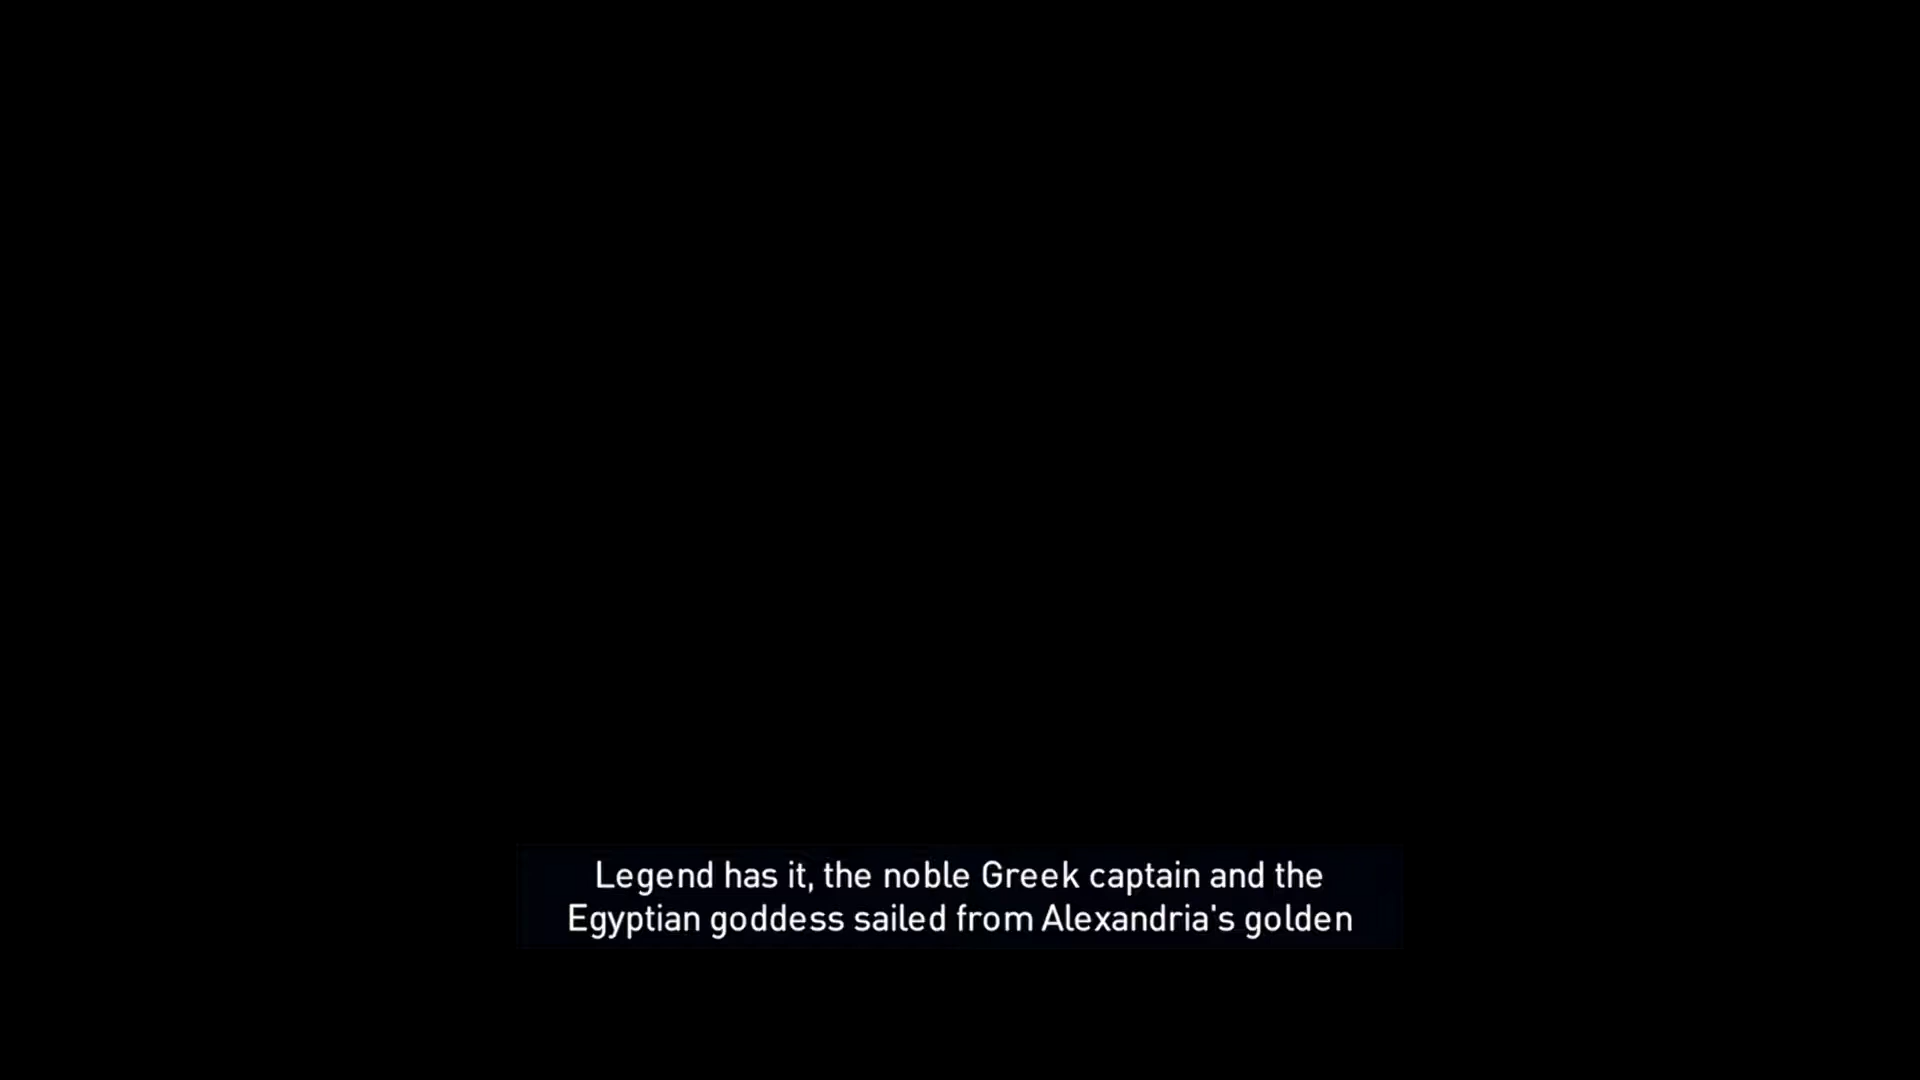 Legend has it, the noble Greek captain and the
Egyptian goddess sailed from Alexandria's golden